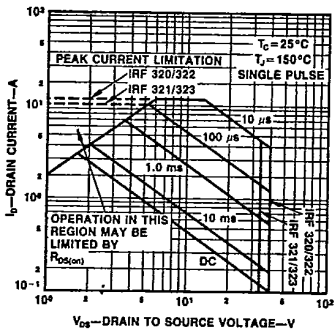 10²
PEAK CURRENT LIMITATION
IRF 320/322
IRF 321/323
T_C=25°C
T_J=150°C
SINGLE PULSE
5
2
10¹
5
2
10⁰
5
2
10⁻¹
10 µs
100 µs
1.0 ms
10 ms
DC
OPERATION IN THIS
REGION MAY BE
LIMITED BY
R_DS(on)
IRF 320/322
IRF 321/323
I_D—DRAIN CURRENT—A
10⁰ 2 5 10¹ 2 5 10²
V_DS—DRAIN TO SOURCE VOLTAGE—V